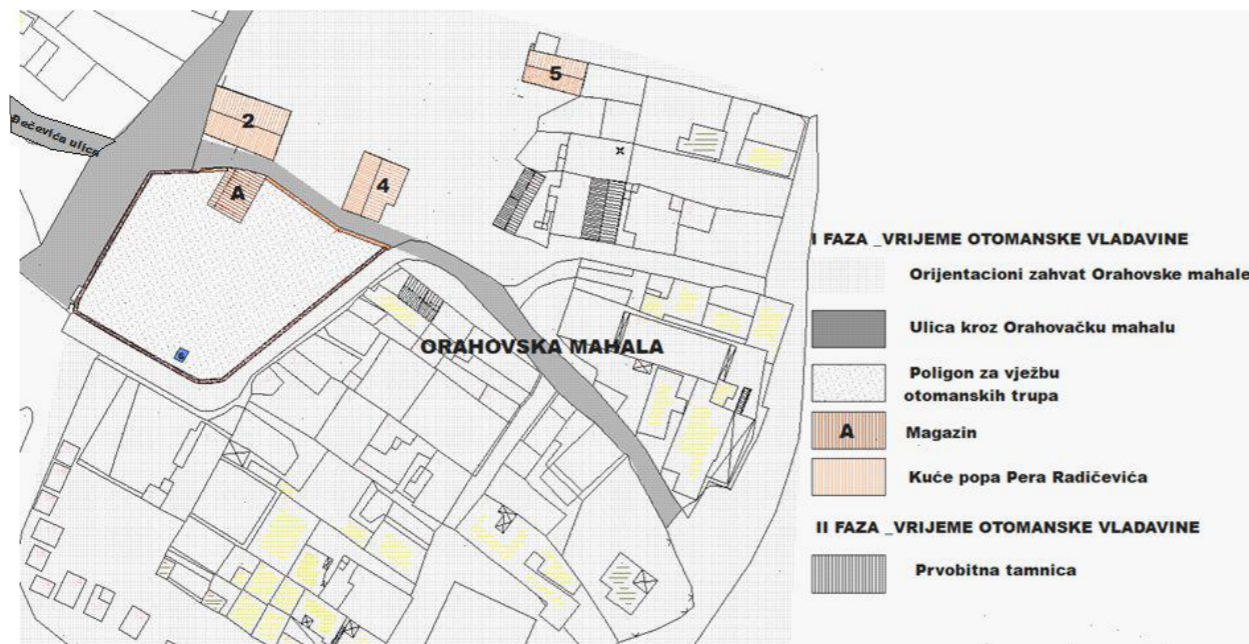 5
2
Đečevića ulica
4
A
I FAZA _VRIJEME OTOMANSKE VLADAVINE
Orijentacioni zahvat Orahovske mahale
Ulica kroz Orahovačku mahalu
ORAHOVSKA MAHALA
Poligon za vježbu
otomanskih trupa
A
Magazin
Kuće popa Pera Radičevića
II FAZA _VRIJEME OTOMANSKE VLADAVINE
Prvobitna tamnica